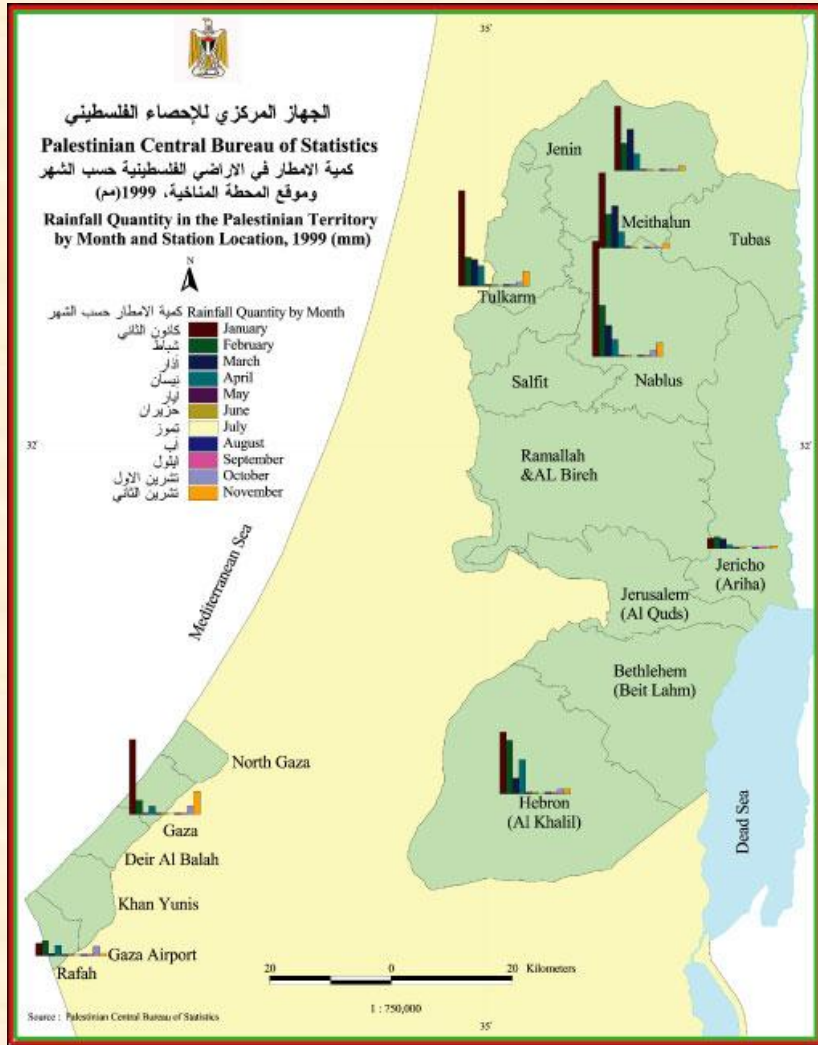 الجهاز المركزي للإحصاء الفلسطيني
Palestinian Central Bureau of Statistics
كمية الامطار في الاراضي الفلسطينية حسب الشهر
وموقع المحطة المناخية، 1999(مم)
Rainfall Quantity in the Palestinian Territory
by Month and Station Location, 1999 (mm)
N
كمية الامطار حسب الشهر Rainfall Quantity by Month
كانون الثاني January
شباط February
آذار March
نيسان April
ايار May
حزيران June
تموز July
آب August
ايلول September
تشرين الاول October
تشرين الثاني November
35'
32'
32'
Jenin
Meithalun
Tubas
Tulkarm
Salfit
Nablus
Ramallah
&AL Bireh
Jericho
(Ariha)
Jerusalem
(Al Quds)
Bethlehem
(Beit Lahm)
Hebron
(Al Khalil)
Mediterranean Sea
Dead Sea
North Gaza
Gaza
Deir Al Balah
Khan Yunis
Gaza Airport
Rafah
20 0 20 Kilometers
1 : 750,000
Source : Palestinian Central Bureau of Statistics
35'